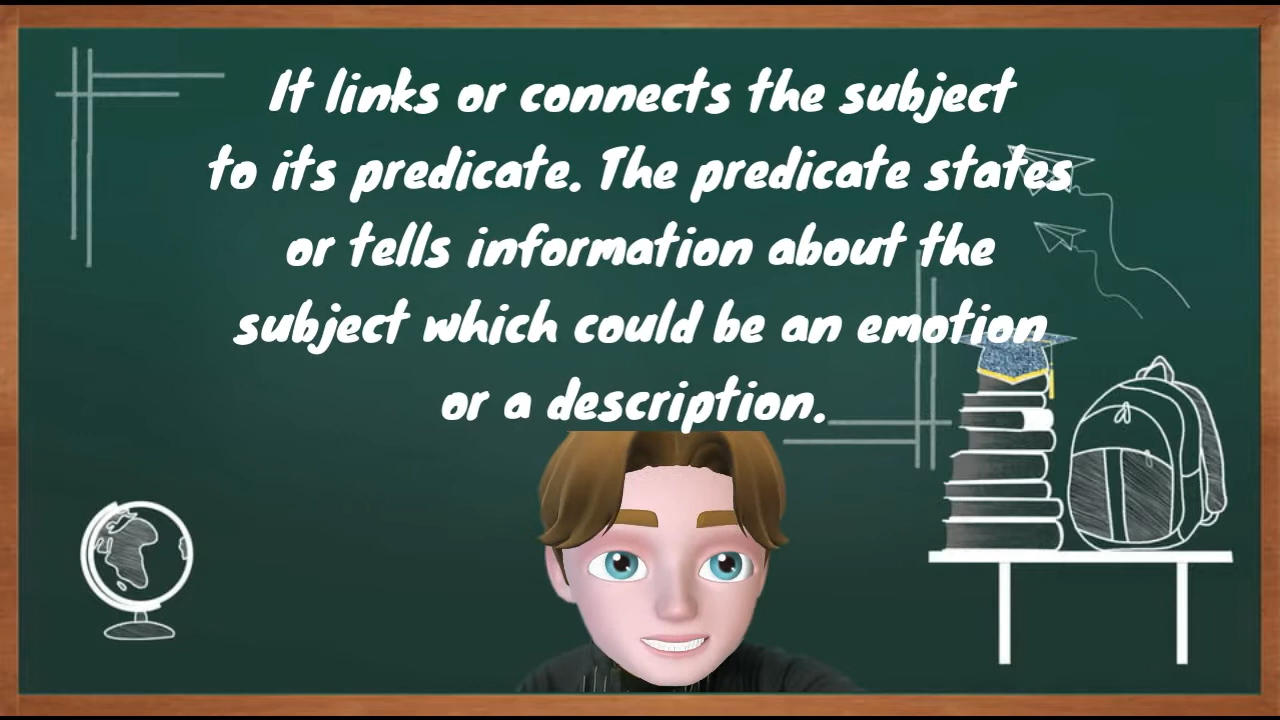 It links or connects the subject
to its predicate. The predicate states
or tells information about the
subject which could be an emotion
or a description.